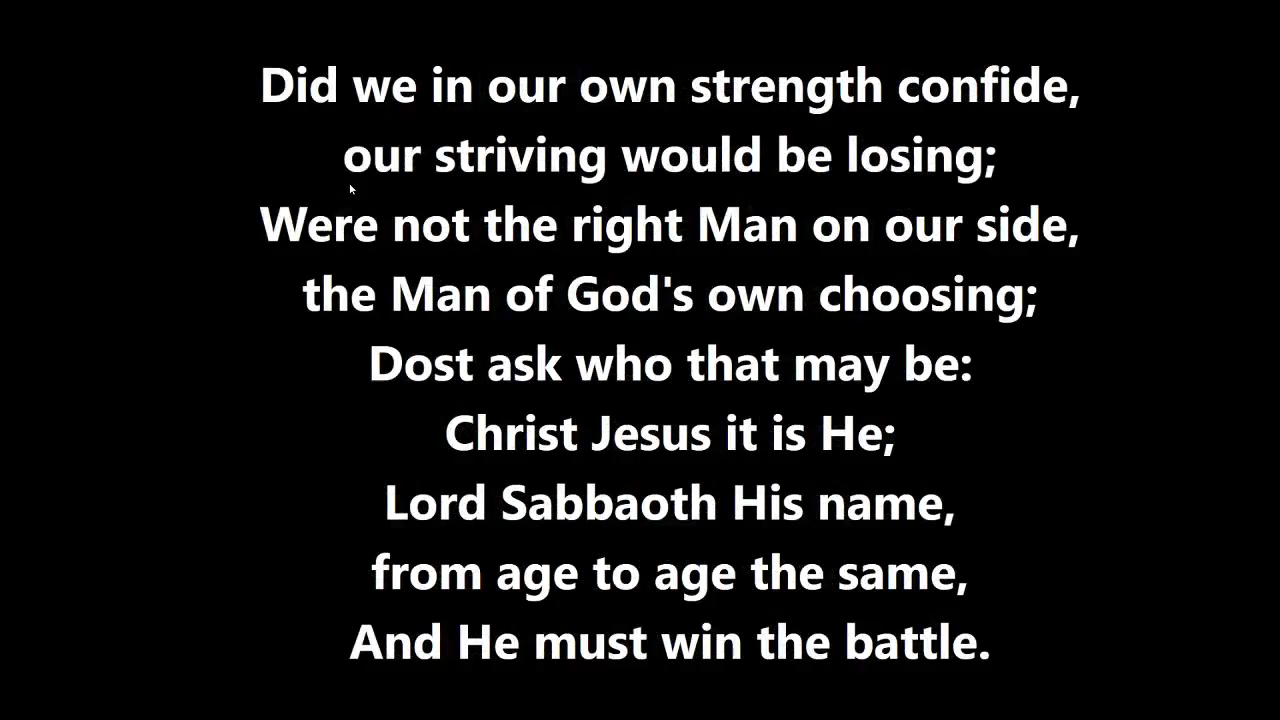 Did we in our own strength confide,
our striving would be losing;
Were not the right Man on our side,
the Man of God's own choosing;
Dost ask who that may be:
Christ Jesus it is He;
Lord Sabbaoth His name,
from age to age the same,
And He must win the battle.